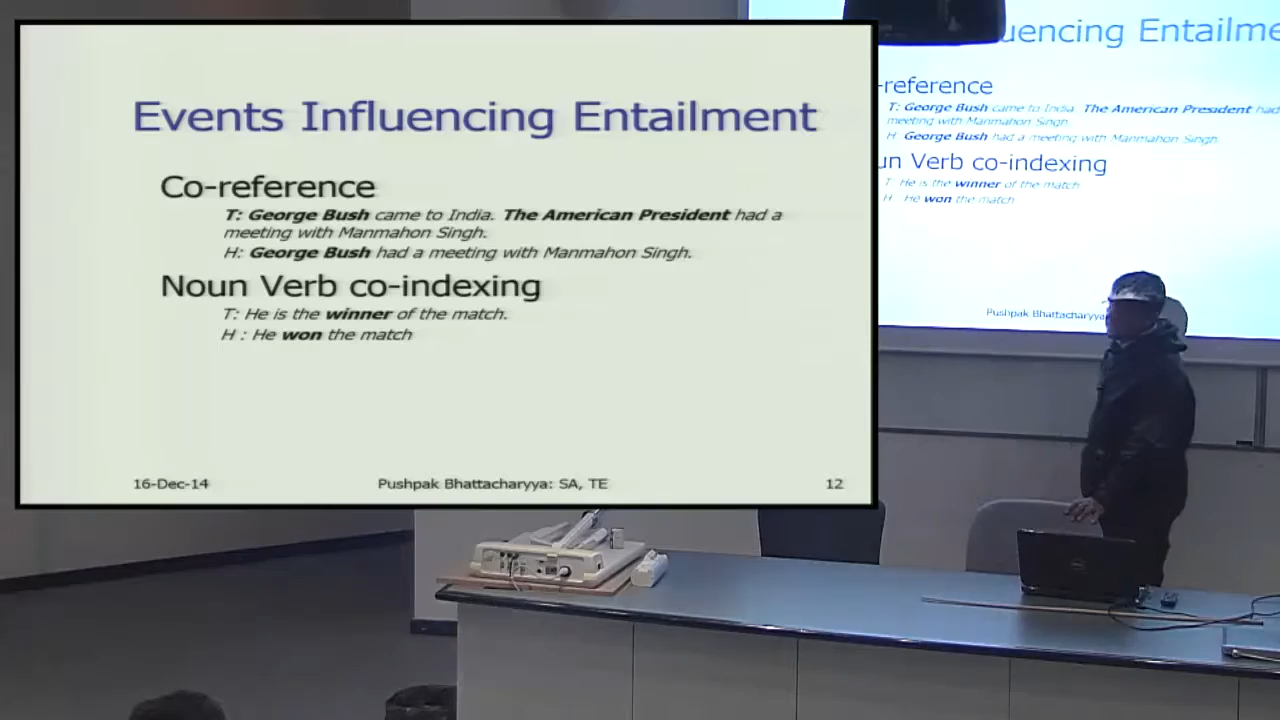 Events Influencing Entailment
Co-reference
T: George Bush came to India. The American President had a
meeting with Manmahon Singh.
H: George Bush had a meeting with Manmahon Singh.
Noun Verb co-indexing
T: He is the winner of the match.
H : He won the match
16-Dec-14
Pushpak Bhattacharyya: SA, TE
12
uencing Entailme
-reference
T: George Bush came to India. The American President had
meeting with Manmahon Singh.
H: George Bush had a meeting with Manmahon Singh.
un Verb co-indexing
T: He is the winner of the match.
H : He won the match
Pushpak Bhattacharyya